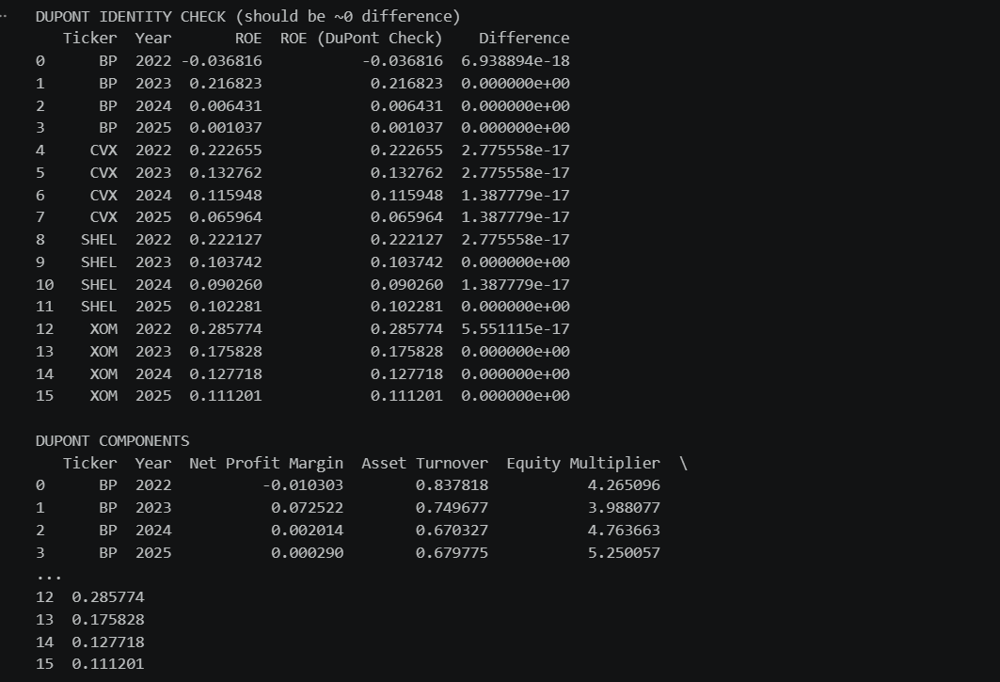 DUPONT IDENTITY CHECK (should be ~0 difference)
Ticker Year ROE ROE (DuPont Check) Difference
0 BP 2022 -0.036816 -0.036816 6.938894e-18
1 BP 2023 0.216823 0.216823 0.000000e+00
2 BP 2024 0.006431 0.006431 0.000000e+00
3 BP 2025 0.001037 0.001037 0.000000e+00
4 CVX 2022 0.222655 0.222655 2.775558e-17
5 CVX 2023 0.132762 0.132762 2.775558e-17
6 CVX 2024 0.115948 0.115948 1.387779e-17
7 CVX 2025 0.065964 0.065964 1.387779e-17
8 SHEL 2022 0.222127 0.222127 2.775558e-17
9 SHEL 2023 0.103742 0.103742 0.000000e+00
10 SHEL 2024 0.090260 0.090260 1.387779e-17
11 SHEL 2025 0.102281 0.102281 0.000000e+00
12 XOM 2022 0.285774 0.285774 5.551115e-17
13 XOM 2023 0.175828 0.175828 0.000000e+00
14 XOM 2024 0.127718 0.127718 0.000000e+00
15 XOM 2025 0.111201 0.111201 0.000000e+00
DUPONT COMPONENTS
Ticker Year Net Profit Margin Asset Turnover Equity Multiplier \
0 BP 2022 -0.010303 0.837818 4.265096
1 BP 2023 0.072522 0.749677 3.988077
2 BP 2024 0.002014 0.670327 4.763663
3 BP 2025 0.000290 0.679775 5.250057
...
12 0.285774
13 0.175828
14 0.127718
15 0.111201